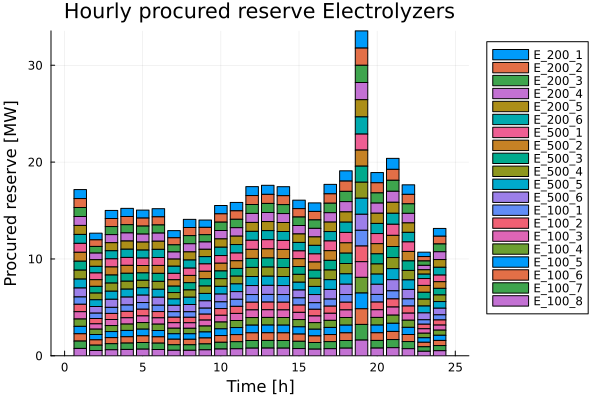 Hourly procured reserve Electrolyzers
Procured reserve [MW]
30
20
10
0
0 5 10 15 20 25
Time [h]
E_200_1
E_200_2
E_200_3
E_200_4
E_200_5
E_200_6
E_500_1
E_500_2
E_500_3
E_500_4
E_500_5
E_500_6
E_100_1
E_100_2
E_100_3
E_100_4
E_100_5
E_100_6
E_100_7
E_100_8